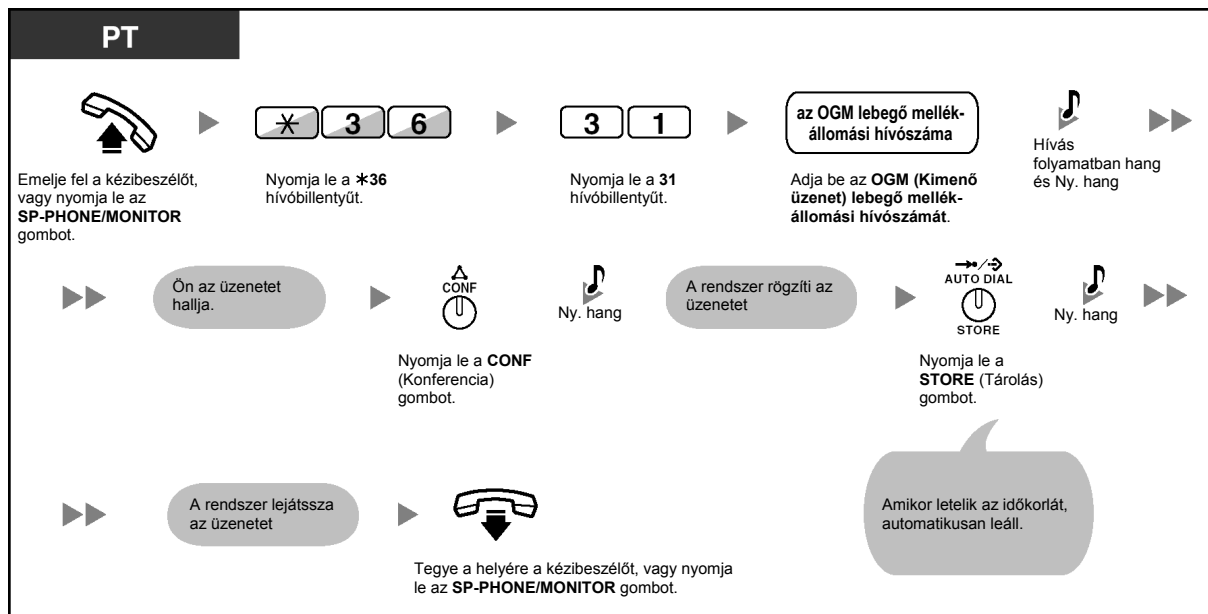 PT
✳ 3 6
3 1
az OGM lebegő mellék-
állomási hívószáma
Emelje fel a kézibeszélőt,
vagy nyomja le az
SP-PHONE/MONITOR
gombot.
Nyomja le a ✳36
hívóbillentyűt.
Nyomja le a 31
hívóbillentyűt.
Adja be az OGM (Kimenő
üzenet) lebegő mellék-
állomási hívószámát.
Hívás
folyamatban hang
és Ny. hang
Ön az üzenetet
hallja.
CONF
Nyomja le a CONF
(Konferencia)
gombot.
Ny. hang
A rendszer rögzíti az
üzenetet
AUTO DIAL
STORE
Nyomja le a
STORE (Tárolás)
gombot.
Ny. hang
Amikor letelik az időkorlát,
automatikusan leáll.
A rendszer lejátssza
az üzenetet
Tegye a helyére a kézibeszélőt, vagy nyomja
le az SP-PHONE/MONITOR gombot.